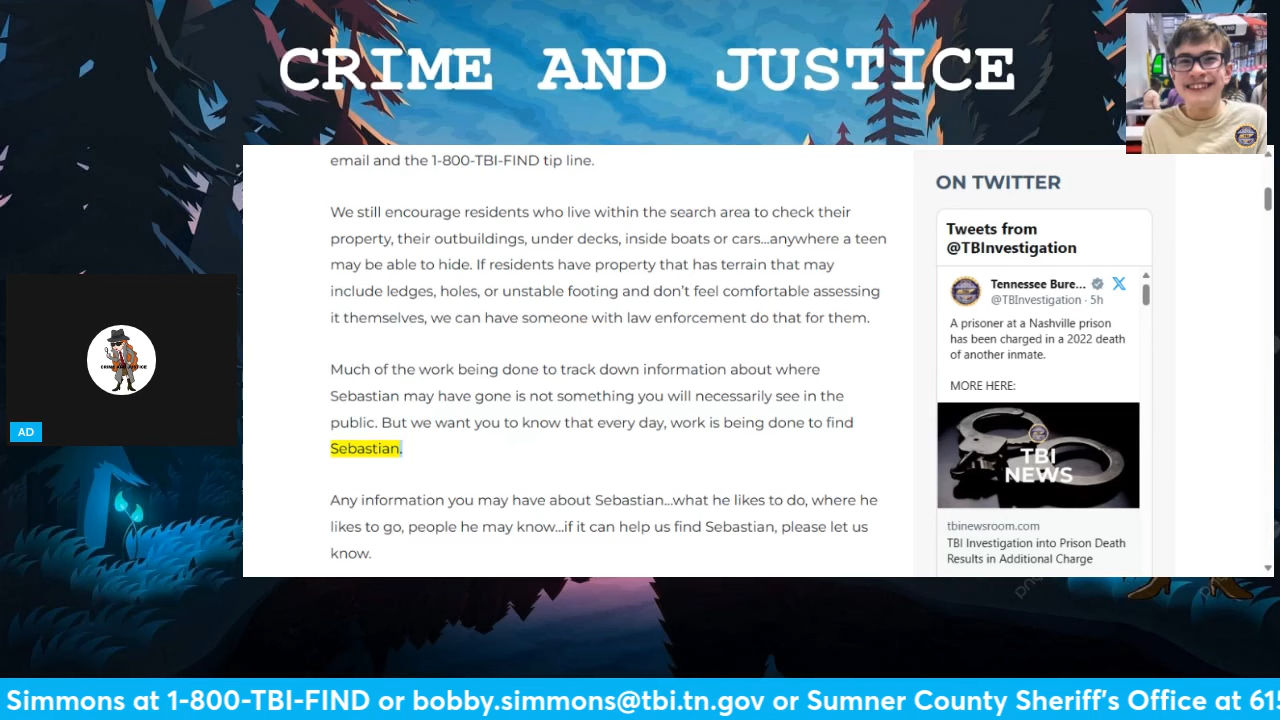 CRIME AND JUSTICE
email and the 1-800-TBI-FIND tip line.
We still encourage residents who live within the search area to check their
property, their outbuildings, under decks, inside boats or cars...anywhere a teen
may be able to hide. If residents have property that has terrain that may
include ledges, holes, or unstable footing and don't feel comfortable assessing
it themselves, we can have someone with law enforcement do that for them.
Much of the work being done to track down information about where
Sebastian may have gone is not something you will necessarily see in the
public. But we want you to know that every day, work is being done to find
Sebastian.
Any information you may have about Sebastian...what he likes to do, where he
likes to go, people he may know...if it can help us find Sebastian, please let us
know.
ON TWITTER
Tweets from
@TBInvestigation
Tennessee Bure...
@TBInvestigation · 5h
A prisoner at a Nashville prison
has been charged in a 2022 death
of another inmate.
MORE HERE:
TBI
NEWS
tbinewsroom.com
TBI Investigation into Prison Death
Results in Additional Charge
CRIME AND JUSTICE
AD
Simmons at 1-800-TBI-FIND or bobby.simmons@tbi.tn.gov or Sumner County Sheriff's Office at 615